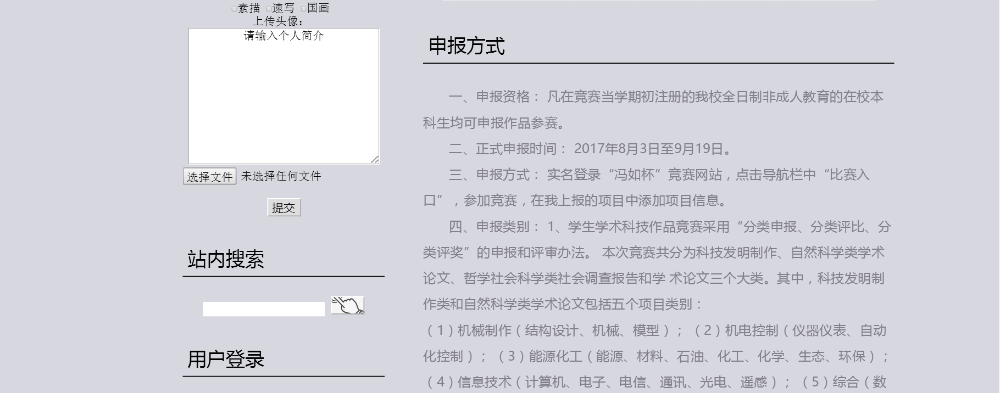 素描 速写 国画
上传头像：
请输入个人简介
选择文件 未选择任何文件
提交
站内搜索
用户登录
申报方式
一、申报资格： 凡在竞赛当学期初注册的我校全日制非成人教育的在校本
科生均可申报作品参赛。
二、正式申报时间： 2017年8月3日至9月19日。
三、申报方式： 实名登录“冯如杯”竞赛网站，点击导航栏中“比赛入
口”，参加竞赛，在我上报的项目中添加项目信息。
四、申报类别： 1、学生学术科技作品竞赛采用“分类申报、分类评比、分
类评奖”的申报和评审办法。 本次竞赛共分为科技发明制作、自然科学类学术
论文、哲学社会科学类社会调查报告和学 术论文三个大类。其中，科技发明制
作类和自然科学类学术论文包括五个项目类别：
（1）机械制作（结构设计、机械、模型）； （2）机电控制（仪器仪表、自动
化控制）； （3）能源化工（能源、材料、石油、化工、化学、生态、环保）；
（4）信息技术（计算机、电子、电信、通讯、光电、遥感）； （5）综合（数